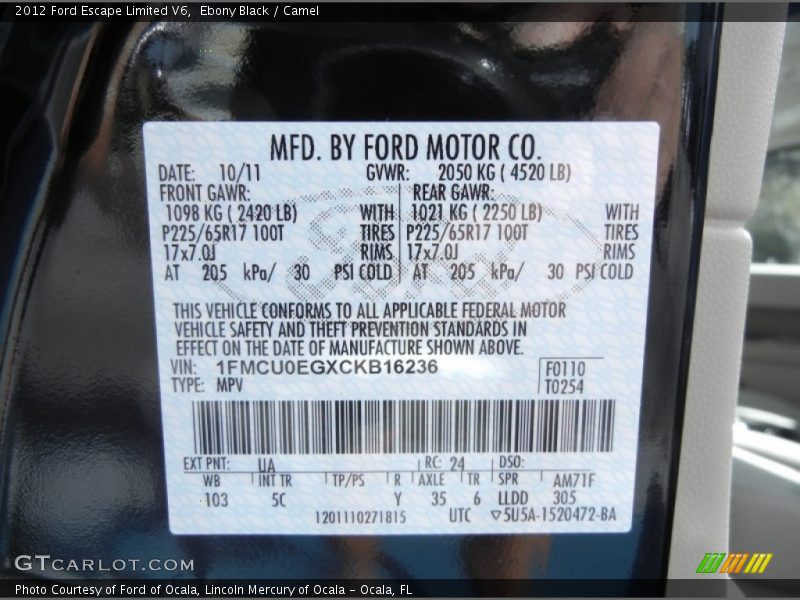 2012 Ford Escape Limited V6, Ebony Black / Camel
MFD. BY FORD MOTOR CO.
DATE: 10/11 GVWR: 2050 KG ( 4520 LB)
FRONT GAWR: REAR GAWR:
1098 KG ( 2420 LB) WITH 1021 KG ( 2250 LB) WITH
P225/65R17 100T TIRES P225/65R17 100T TIRES
17x7.0J RIMS 17x7.0J RIMS
AT 205 kPa/ 30 PSI COLD AT 205 kPa/ 30 PSI COLD
THIS VEHICLE CONFORMS TO ALL APPLICABLE FEDERAL MOTOR
VEHICLE SAFETY AND THEFT PREVENTION STANDARDS IN
EFFECT ON THE DATE OF MANUFACTURE SHOWN ABOVE.
VIN: 1FMCU0EGXCKB16236 F0110
TYPE: MPV T0254
EXT PNT: UA RC: 24 DSO:
WB INT TR TP/PS R AXLE TR SPR AM71F
103 5C Y 35 6 LLDD 305
1201110271815 UTC ▽5U5A-1520472-BA
GTCARLOT.COM
Photo Courtesy of Ford of Ocala, Lincoln Mercury of Ocala - Ocala, FL